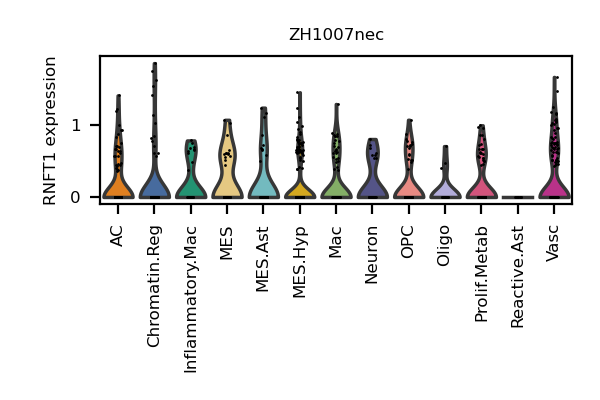 ZH1007nec
RNFT1 expression
1
0
AC
Chromatin.Reg
Inflammatory.Mac
MES
MES.Ast
MES.Hyp
Mac
Neuron
OPC
Oligo
Prolif.Metab
Reactive.Ast
Vasc